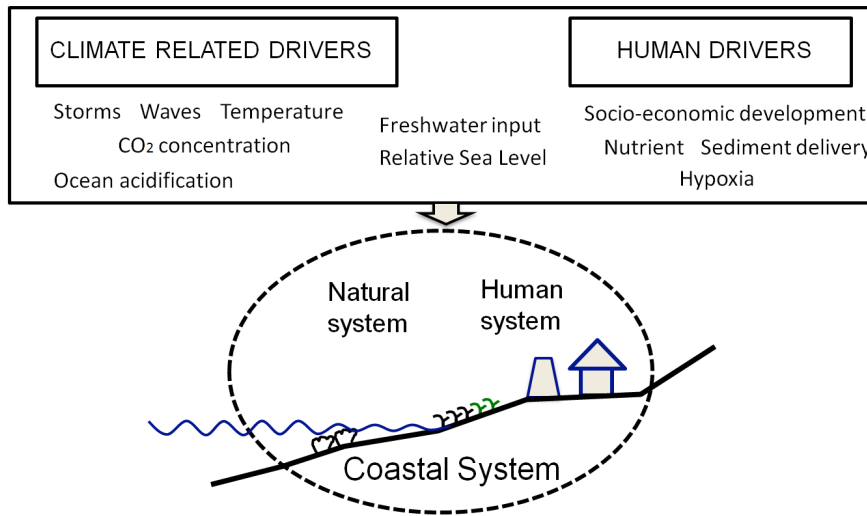 CLIMATE RELATED DRIVERS
HUMAN DRIVERS
Storms Waves Temperature
CO₂ concentration
Ocean acidification
Freshwater input
Relative Sea Level
Socio-economic development
Nutrient Sediment delivery
Hypoxia
Natural
system
Human
system
Coastal System